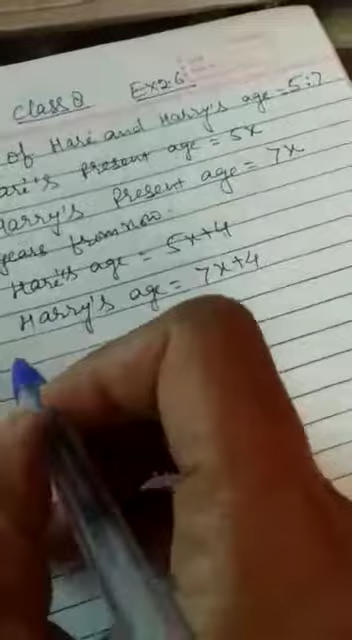 Class 8 Ex 2.6
of Hari and Harry's age = 5:7
Hari's present age = 5x
Harry's present age = 7x
years from now.
Hari's age = 5x+4
Harry's age = 7x+4